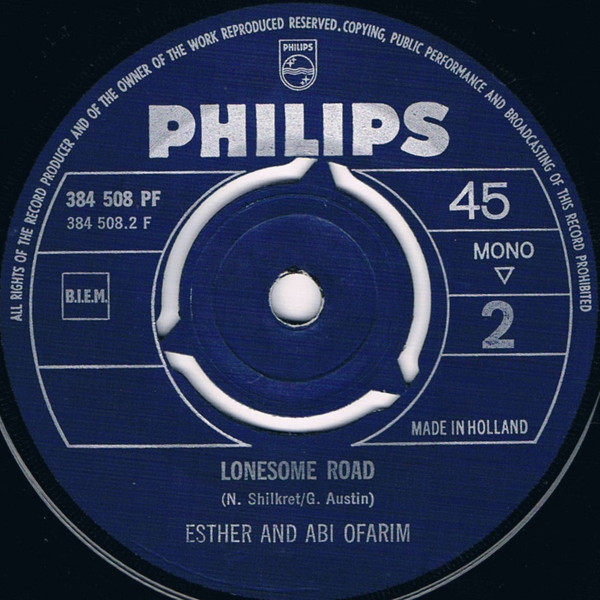 ALL RIGHTS OF THE RECORD PRODUCER AND OF THE OWNER OF THE WORK REPRODUCED RESERVED. COPYING, PUBLIC PERFORMANCE AND BROADCASTING OF THIS RECORD PROHIBITED
PHILIPS
PHILIPS
384 508 PF
384 508.2 F
B.I.E.M.
45
MONO
2
MADE IN HOLLAND
LONESOME ROAD
(N. Shilkret/G. Austin)
ESTHER AND ABI OFARIM